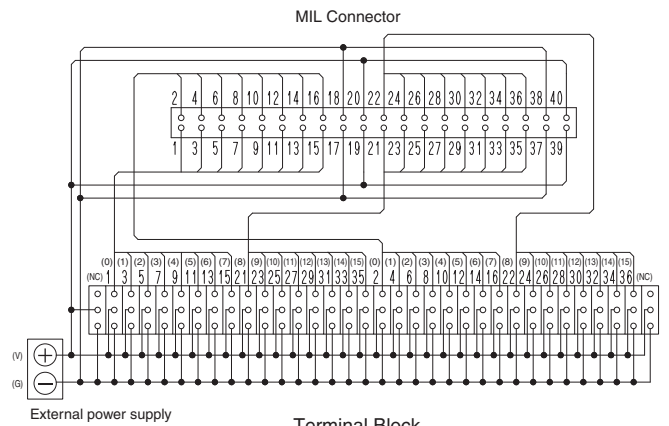 MIL Connector
2 4 6 8 10 12 14 16 18 20 22 24 26 28 30 32 34 36 38 40
1 3 5 7 9 11 13 15 17 19 21 23 25 27 29 31 33 35 37 39
(0) (1) (2) (3) (4) (5) (6) (7) (8) (9) (10) (11) (12) (13) (14) (15) (0) (1) (2) (3) (4) (5) (6) (7) (8) (9) (10) (11) (12) (13) (14) (15)
(NC) 1 3 5 7 9 11 13 15 21 23 25 27 29 31 33 35 2 4 6 8 10 12 14 16 22 24 26 28 30 32 34 36 (NC)
(V)
(G)
External power supply
Terminal Block